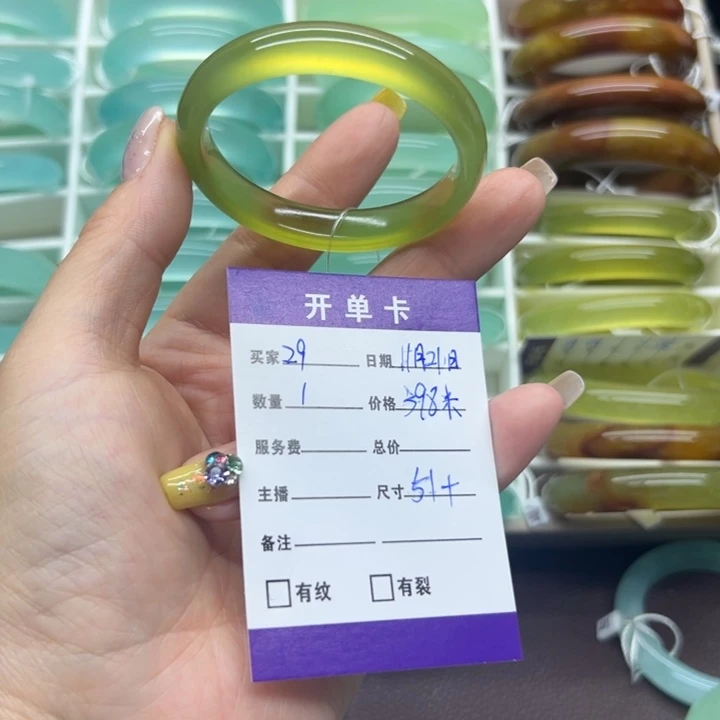 开单卡
买家 29 日期 11月21日
数量 1 价格 398米
服务费 总价
主播 尺寸 51+
备注
有纹 有裂